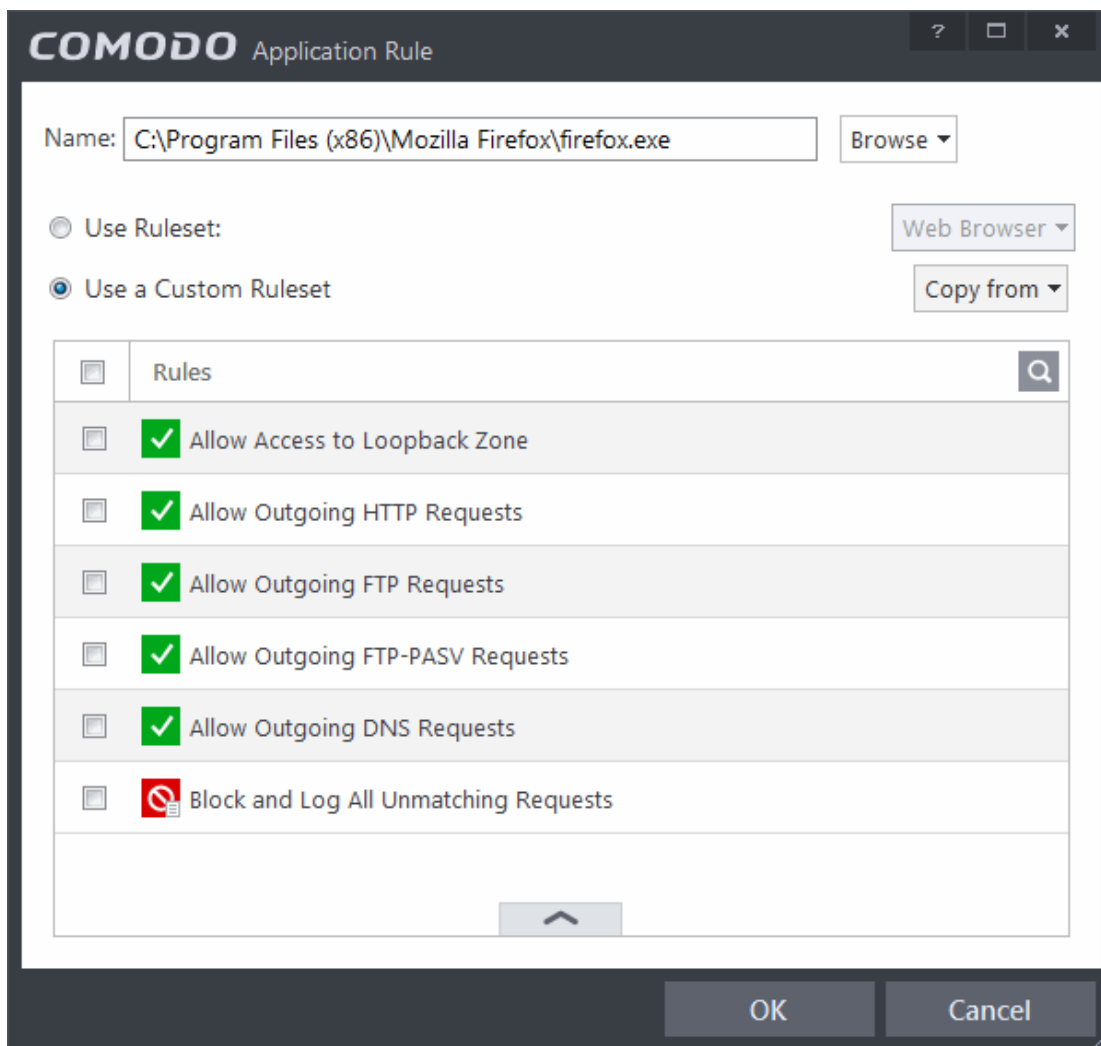 COMODO Application Rule
?
Name: C:\Program Files (x86)\Mozilla Firefox\firefox.exe Browse
Use Ruleset: Web Browser
Use a Custom Ruleset Copy from
Rules
Allow Access to Loopback Zone
Allow Outgoing HTTP Requests
Allow Outgoing FTP Requests
Allow Outgoing FTP-PASV Requests
Allow Outgoing DNS Requests
Block and Log All Unmatching Requests
OK Cancel